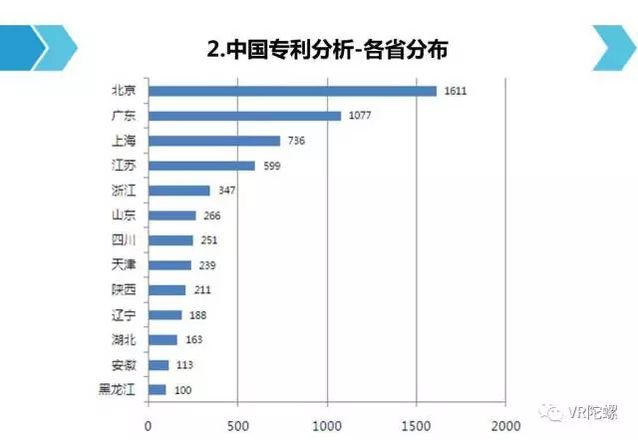 2.中国专利分析-各省分布
北京 1611
广东 1077
上海 736
江苏 599
浙江 347
山东 266
四川 251
天津 239
陕西 211
辽宁 188
湖北 163
安徽 113
黑龙江 100
0 500 1000 1500 2000
VR陀螺